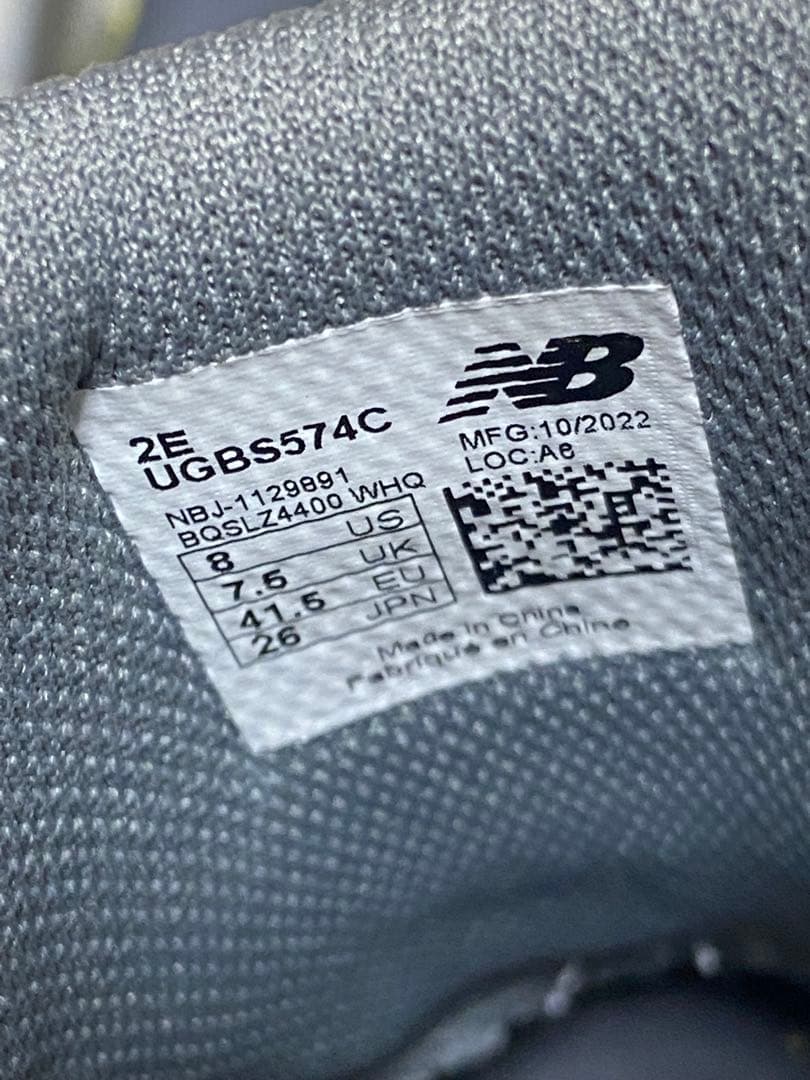 2E
UGBS574C
NBJ-1129891
BQSLZ4400 WHQ
8 US
7.5 UK
41.5 EU
26 JPN
NB
MFG:10/2022
LOC:A6
Made in China
Fabriqué en Chine